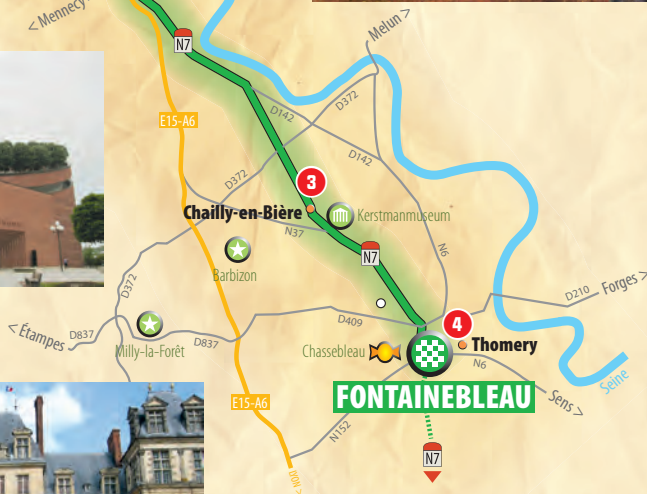 < Mennecy
Melun >
N7
D372
D142
E15-A6
D142
D372
3
Chailly-en-Bière
Kerstmanmuseum
N37
N7
N6
Barbizon
D372
D210
Forges >
< Étampes
D837
Milly-la-Forêt
D837
D409
4
Thomery
Chassebleau
N6
Seine
FONTAINEBLEAU
Sens >
E15-A6
N152
N7